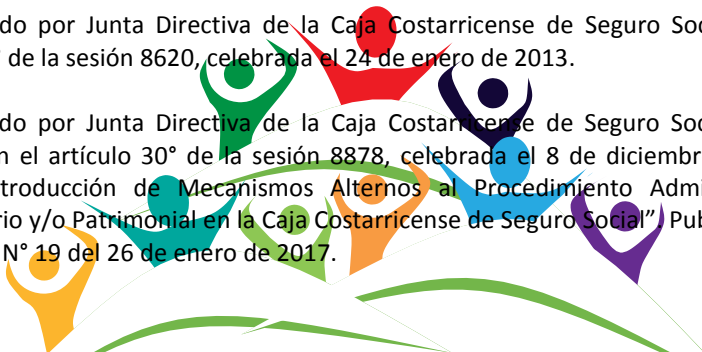 do por Junta Directiva de la Caja Costarricense de Seguro Soc
° de la sesión 8620, celebrada el 24 de enero de 2013.
do por Junta Directiva de la Caja Costarricense de Seguro Soc
n el artículo 30° de la sesión 8878, celebrada el 8 de diciembr
troducción de Mecanismos Alternos al Procedimiento Admi
rio y/o Patrimonial en la Caja Costarricense de Seguro Social”. Pub
N° 19 del 26 de enero de 2017.